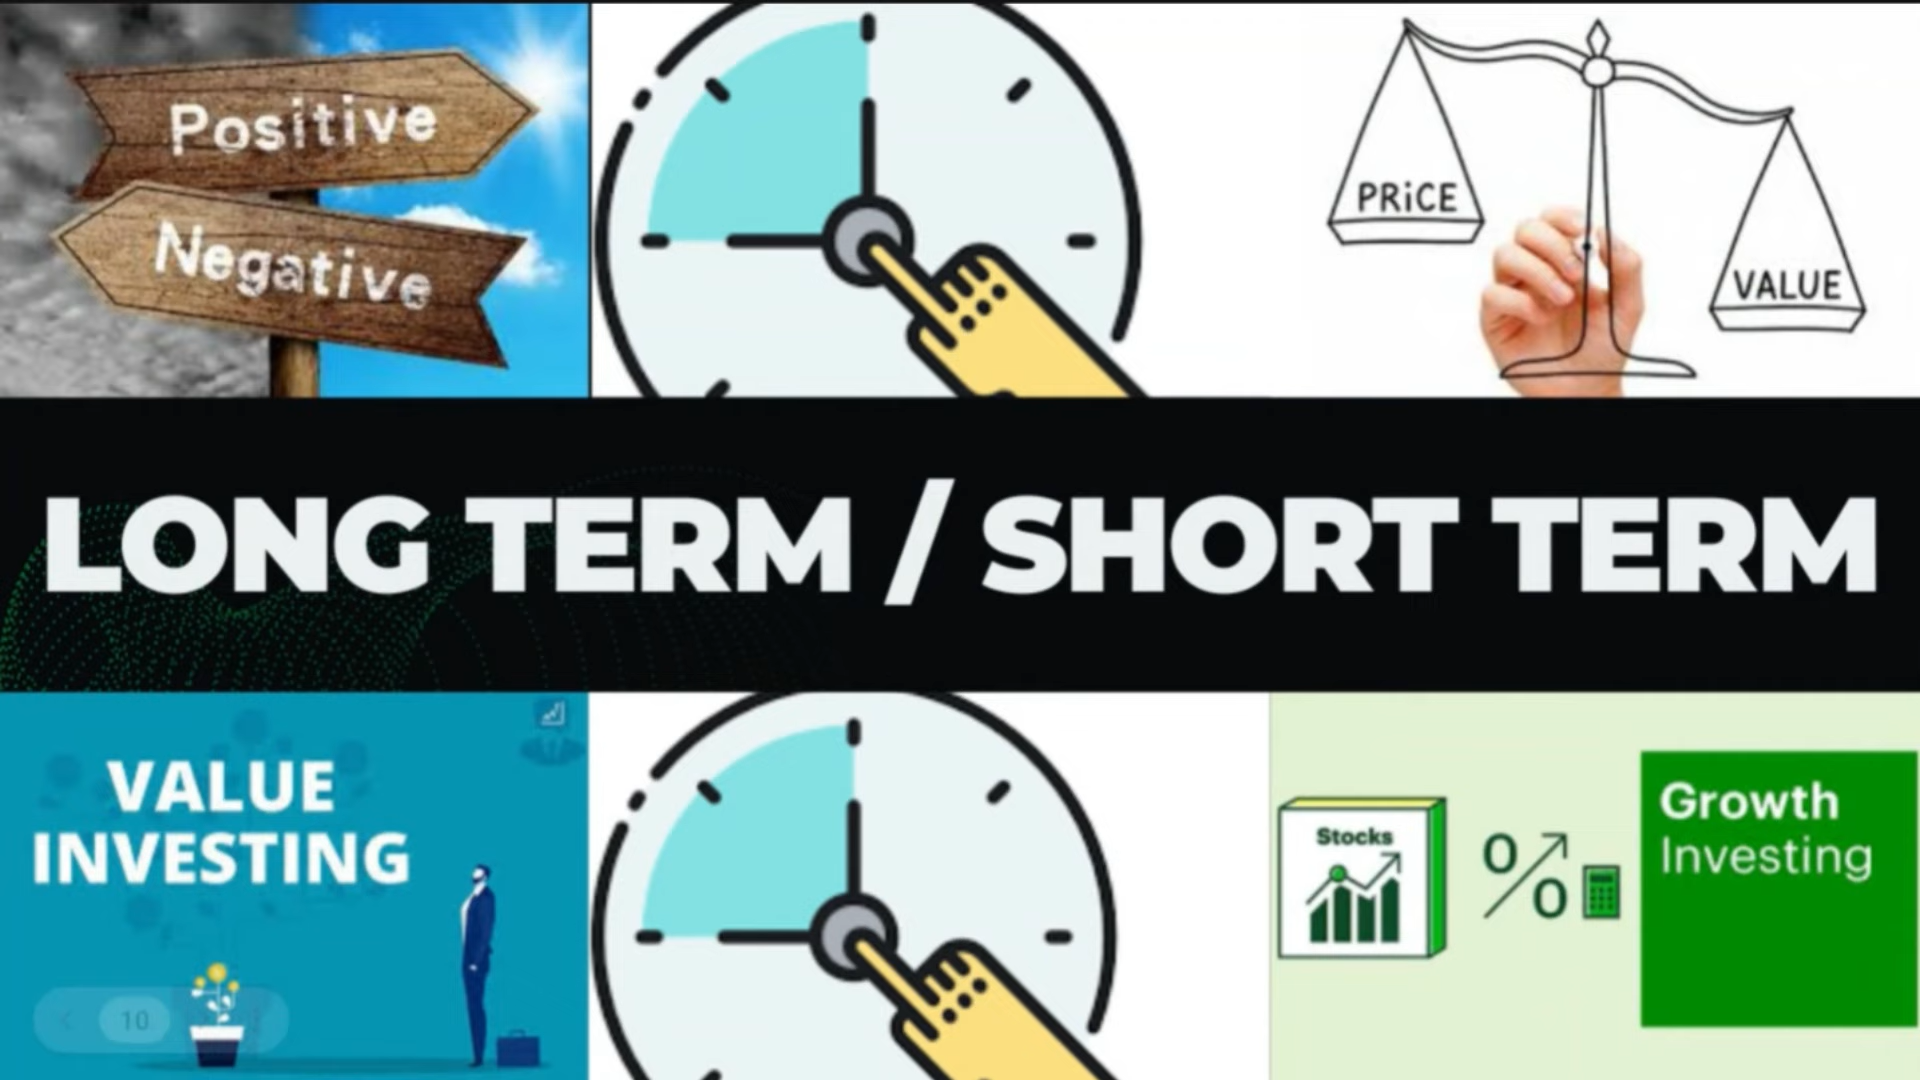 Positive
Negative
PRiCE
VALUE
LONG TERM / SHORT TERM
VALUE
INVESTING
10
Stocks
%
Growth
Investing